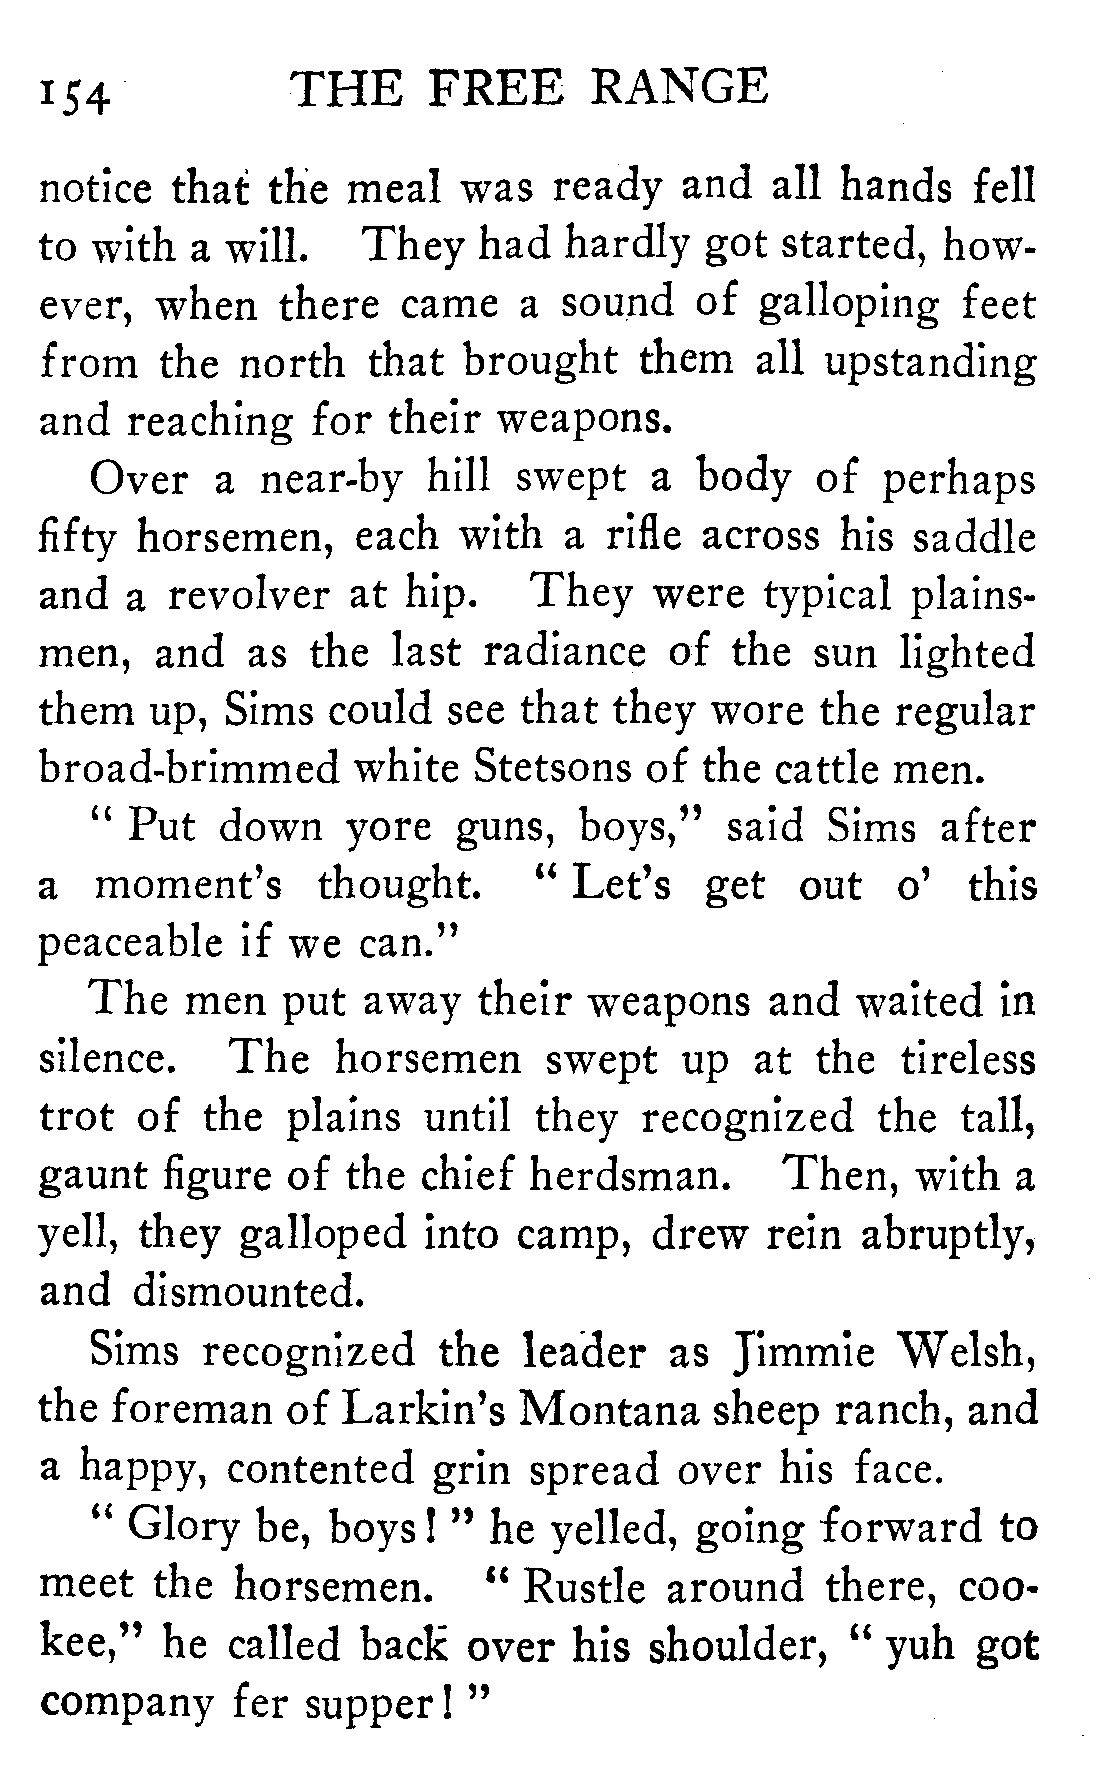 154 THE FREE RANGE
notice that the meal was ready and all hands fell
to with a will. They had hardly got started, how-
ever, when there came a sound of galloping feet
from the north that brought them all upstanding
and reaching for their weapons.
Over a near-by hill swept a body of perhaps
fifty horsemen, each with a rifle across his saddle
and a revolver at hip. They were typical plains-
men, and as the last radiance of the sun lighted
them up, Sims could see that they wore the regular
broad-brimmed white Stetsons of the cattle men.
" Put down yore guns, boys," said Sims after
a moment's thought. " Let's get out o' this
peaceable if we can."
The men put away their weapons and waited in
silence. The horsemen swept up at the tireless
trot of the plains until they recognized the tall,
gaunt figure of the chief herdsman. Then, with a
yell, they galloped into camp, drew rein abruptly,
and dismounted.
Sims recognized the leader as Jimmie Welsh,
the foreman of Larkin's Montana sheep ranch, and
a happy, contented grin spread over his face.
" Glory be, boys! " he yelled, going forward to
meet the horsemen. " Rustle around there, coo-
kee," he called back over his shoulder, " yuh got
company fer supper! "